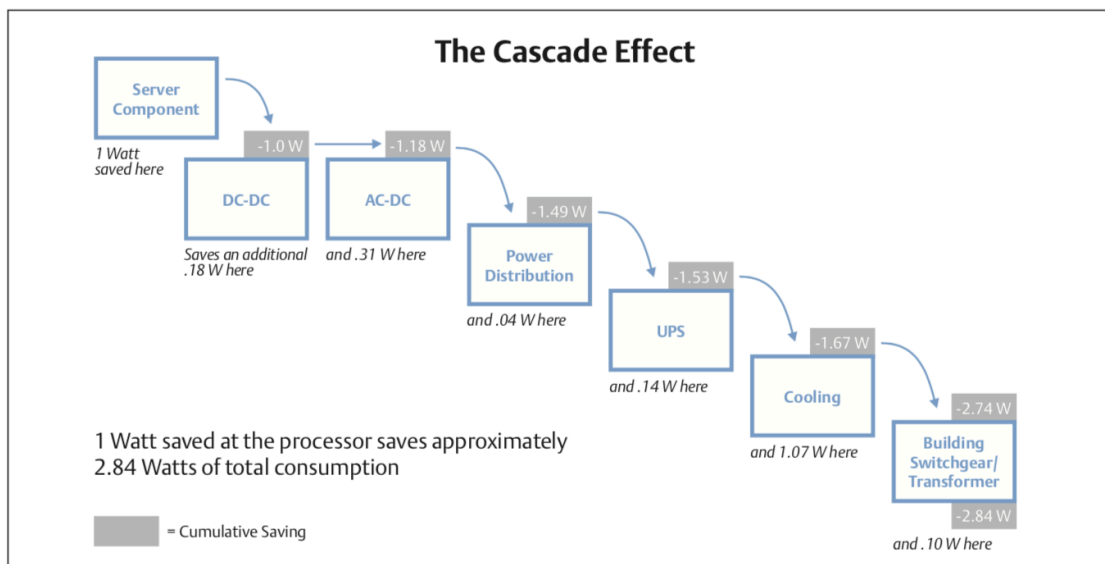 The Cascade Effect
Server
Component
1 Watt
saved here
-1.0 W
DC-DC
Saves an additional
.18 W here
-1.18 W
AC-DC
and .31 W here
-1.49 W
Power
Distribution
and .04 W here
-1.53 W
UPS
and .14 W here
-1.67 W
Cooling
and 1.07 W here
-2.74 W
Building
Switchgear/
Transformer
-2.84 W
and .10 W here
1 Watt saved at the processor saves approximately
2.84 Watts of total consumption
= Cumulative Saving